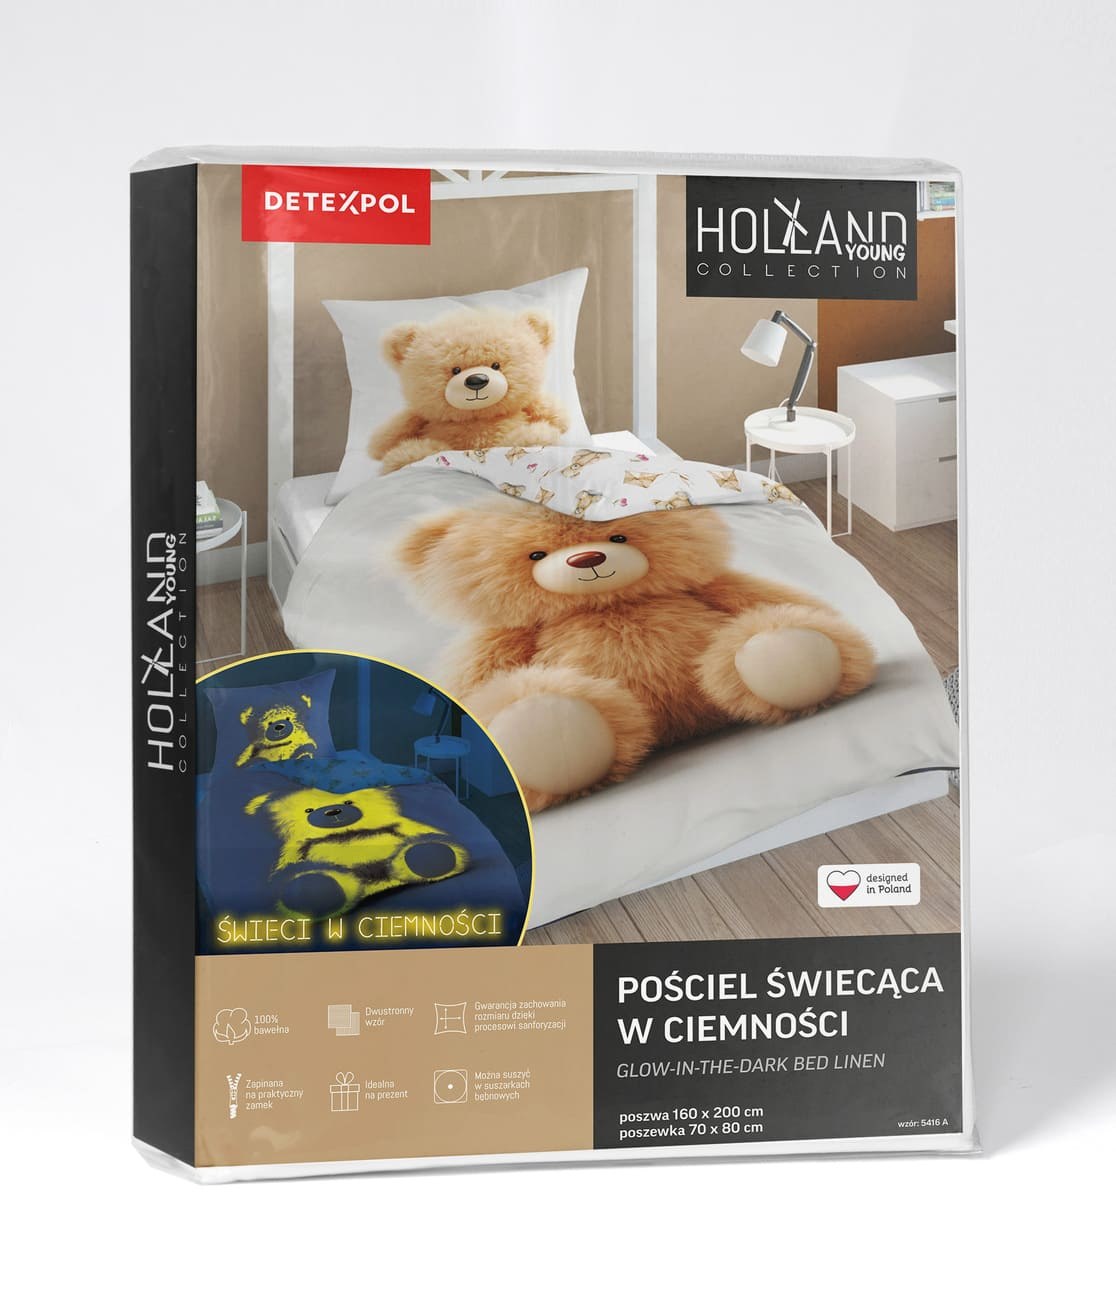 DETEXPOL
HOLLAND
YOUNG
COLLECTION
HOLLAND
YOUNG
COLLECTION
designed
in Poland
ŚWIECI W CIEMNOŚCI
100%
bawełna
Dwustronny
wzór
Gwarancja zachowania
rozmiaru dzięki
procesowi sanforyzacji
Zapinana
na praktyczny
zamek
Idealna
na prezent
Można suszyć
w suszarkach
bębnowych
POŚCIEL ŚWIECĄCA
W CIEMNOŚCI
GLOW-IN-THE-DARK BED LINEN
poszwa 160 x 200 cm
poszewka 70 x 80 cm
wzór: 5416 A